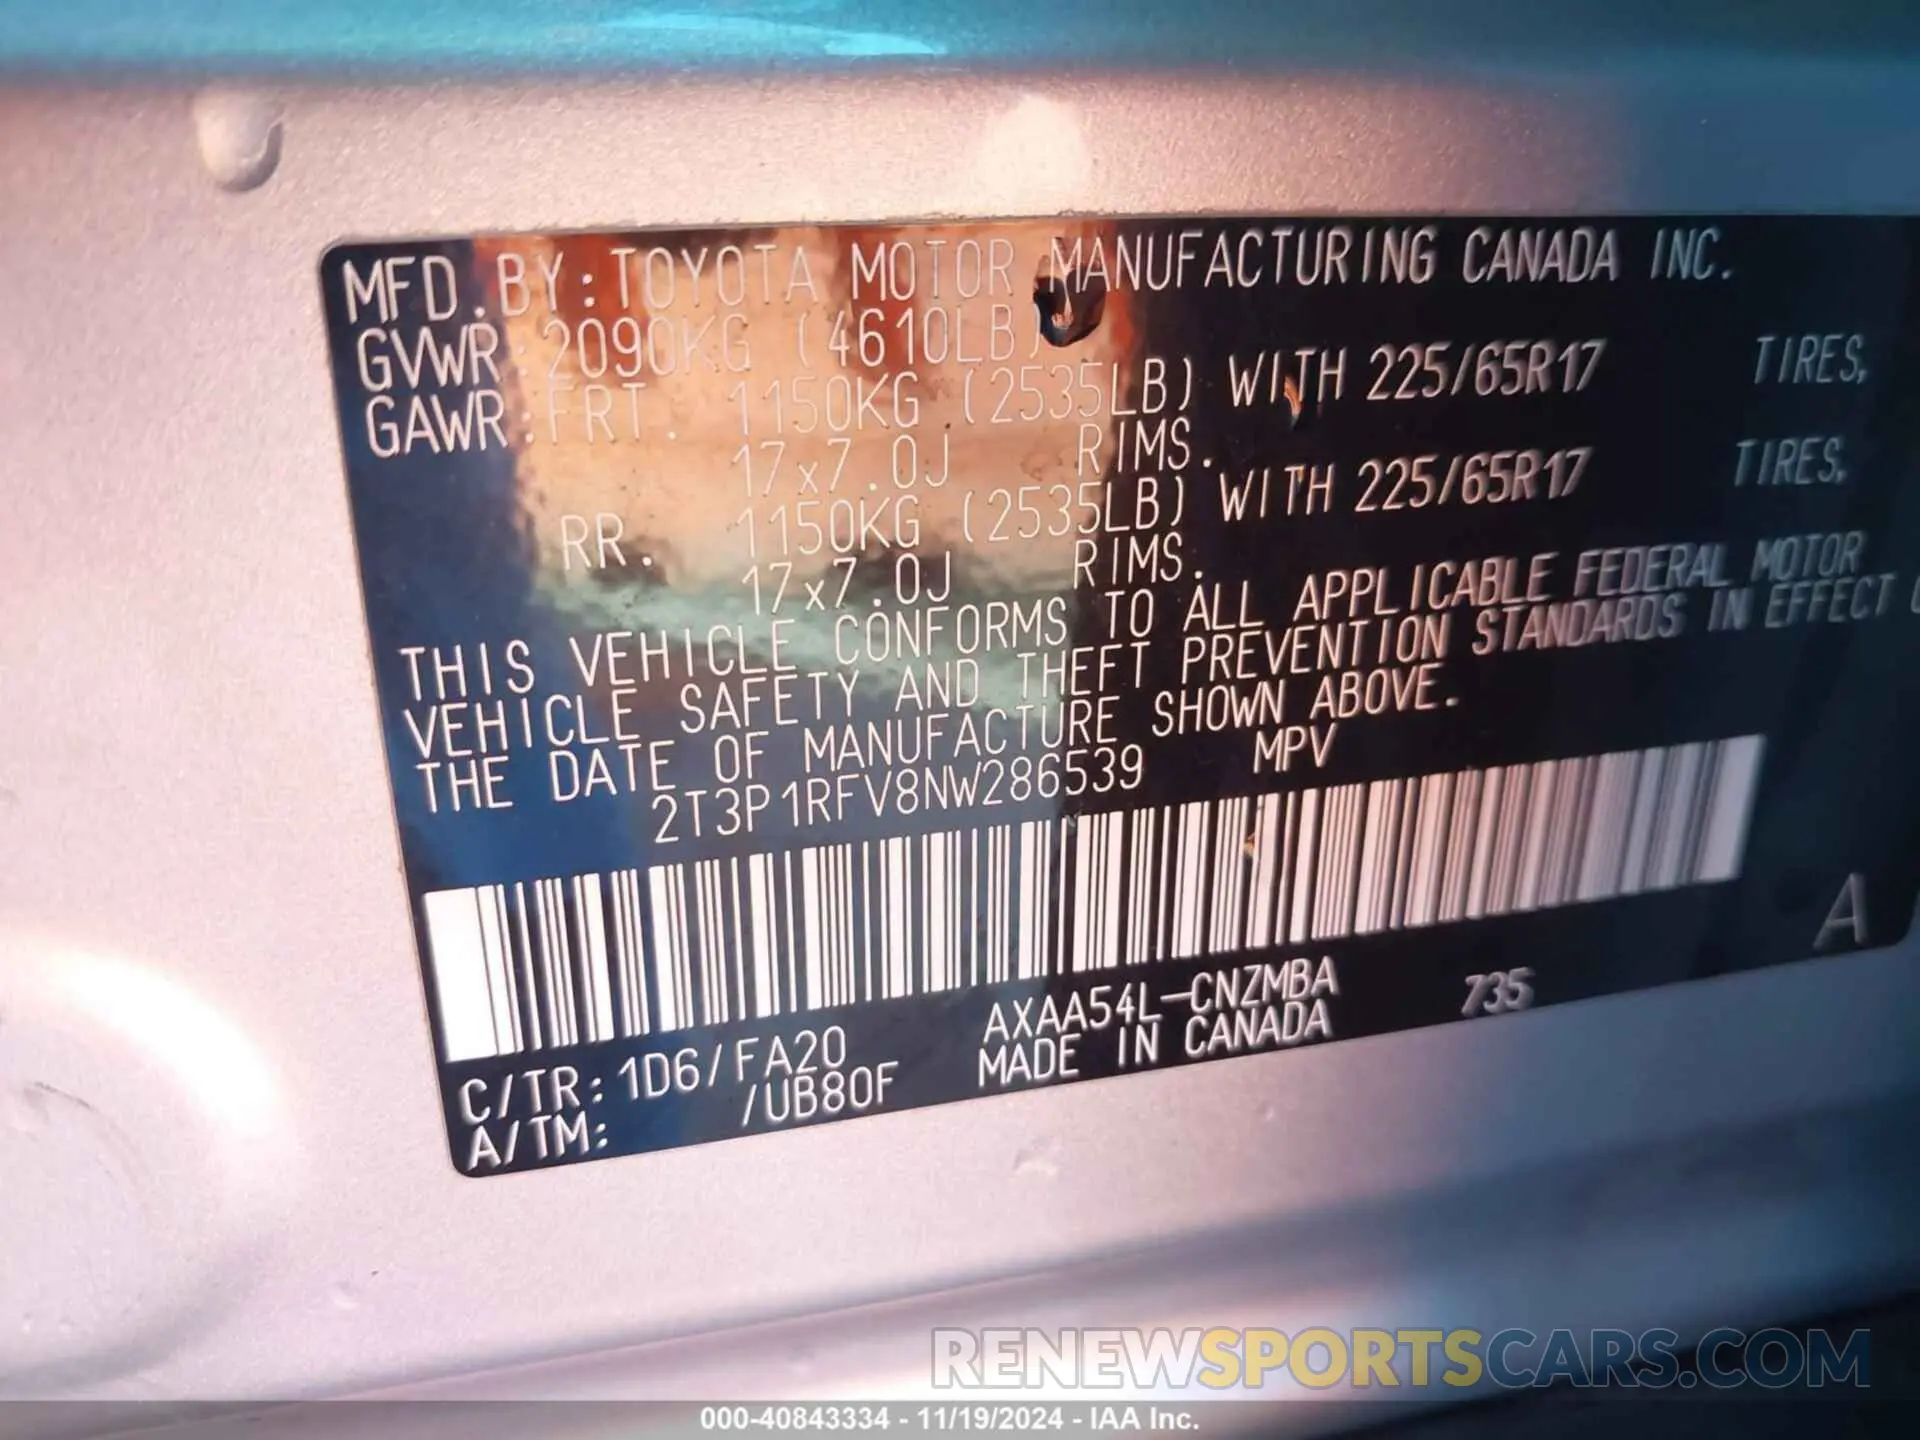 MFD. BY: TOYOTA MOTOR MANUFACTURING CANADA INC.
GVWR: 2090KG (4610LB)
GAWR: FRT. 1150KG (2535LB) WITH 225/65R17 TIRES,
17x7.0J RIMS.
RR. 1150KG (2535LB) WITH 225/65R17 TIRES,
17x7.0J RIMS.
THIS VEHICLE CONFORMS TO ALL APPLICABLE FEDERAL MOTOR
VEHICLE SAFETY AND THEFT PREVENTION STANDARDS IN EFFECT
THE DATE OF MANUFACTURE SHOWN ABOVE.
2T3P1RFV8NW286539 MPV
A
C/TR: 1D6/FA20 AXAA54L-CNZMBA 735
A/TM: /UB80F MADE IN CANADA
RENEWSPORTSCARS.COM
000-40843334 - 11/19/2024 - IAA Inc.